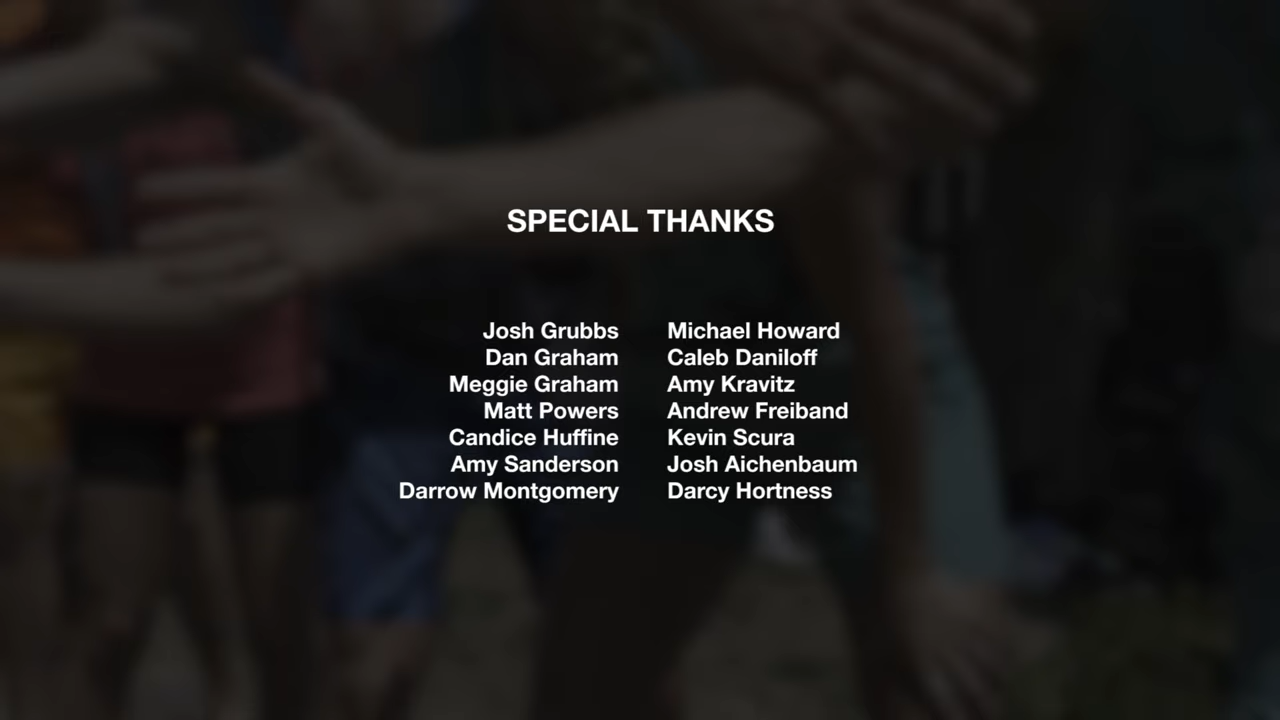 SPECIAL THANKS
Josh Grubbs Michael Howard
Dan Graham Caleb Daniloff
Meggie Graham Amy Kravitz
Matt Powers Andrew Freiband
Candice Huffine Kevin Scura
Amy Sanderson Josh Aichenbaum
Darrow Montgomery Darcy Hortness